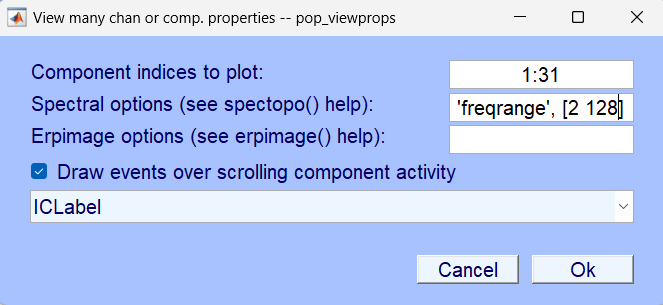 View many chan or comp. properties -- pop_viewprops
Component indices to plot: 1:31
Spectral options (see spectopo() help): 'freqrange', [2 128]
Erpimage options (see erpimage() help):
Draw events over scrolling component activity
ICLabel
Cancel Ok